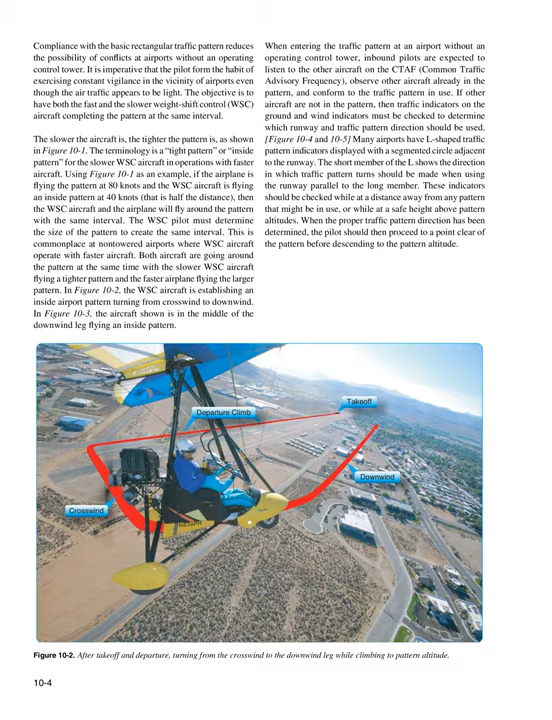 Compliance with the basic rectangular traffic pattern reduces
the possibility of conflicts at airports without an operating
control tower. It is imperative that the pilot form the habit of
exercising constant vigilance in the vicinity of airports even
though the air traffic appears to be light. The objective is to
have both the fast and the slower weight-shift control (WSC)
aircraft completing the pattern at the same interval.
The slower the aircraft is, the tighter the pattern is, as shown
in Figure 10-1. The terminology is a “tight pattern” or “inside
pattern” for the slower WSC aircraft in operations with faster
aircraft. Using Figure 10-1 as an example, if the airplane is
flying the pattern at 80 knots and the WSC aircraft is flying
an inside pattern at 40 knots (that is half the distance), then
the WSC aircraft and the airplane will fly around the pattern
with the same interval. The WSC pilot must determine
the size of the pattern to create the same interval. This is
commonplace at nontowered airports where WSC aircraft
operate with faster aircraft. Both aircraft are going around
the pattern at the same time with the slower WSC aircraft
flying a tighter pattern and the faster airplane flying the larger
pattern. In Figure 10-2, the WSC aircraft is establishing an
inside airport pattern turning from crosswind to downwind.
In Figure 10-3, the aircraft shown is in the middle of the
downwind leg flying an inside pattern.
When entering the traffic pattern at an airport without an
operating control tower, inbound pilots are expected to
listen to the other aircraft on the CTAF (Common Traffic
Advisory Frequency), observe other aircraft already in the
pattern, and conform to the traffic pattern in use. If other
aircraft are not in the pattern, then traffic indicators on the
ground and wind indicators must be checked to determine
which runway and traffic pattern direction should be used.
[Figure 10-4 and 10-5] Many airports have L-shaped traffic
pattern indicators displayed with a segmented circle adjacent
to the runway. The short member of the L shows the direction
in which traffic pattern turns should be made when using
the runway parallel to the long member. These indicators
should be checked while at a distance away from any pattern
that might be in use, or while at a safe height above pattern
altitudes. When the proper traffic pattern direction has been
determined, the pilot should then proceed to a point clear of
the pattern before descending to the pattern altitude.
Takeoff
Departure Climb
Downwind
Crosswind
Figure 10-2. After takeoff and departure, turning from the crosswind to the downwind leg while climbing to pattern altitude.
10-4